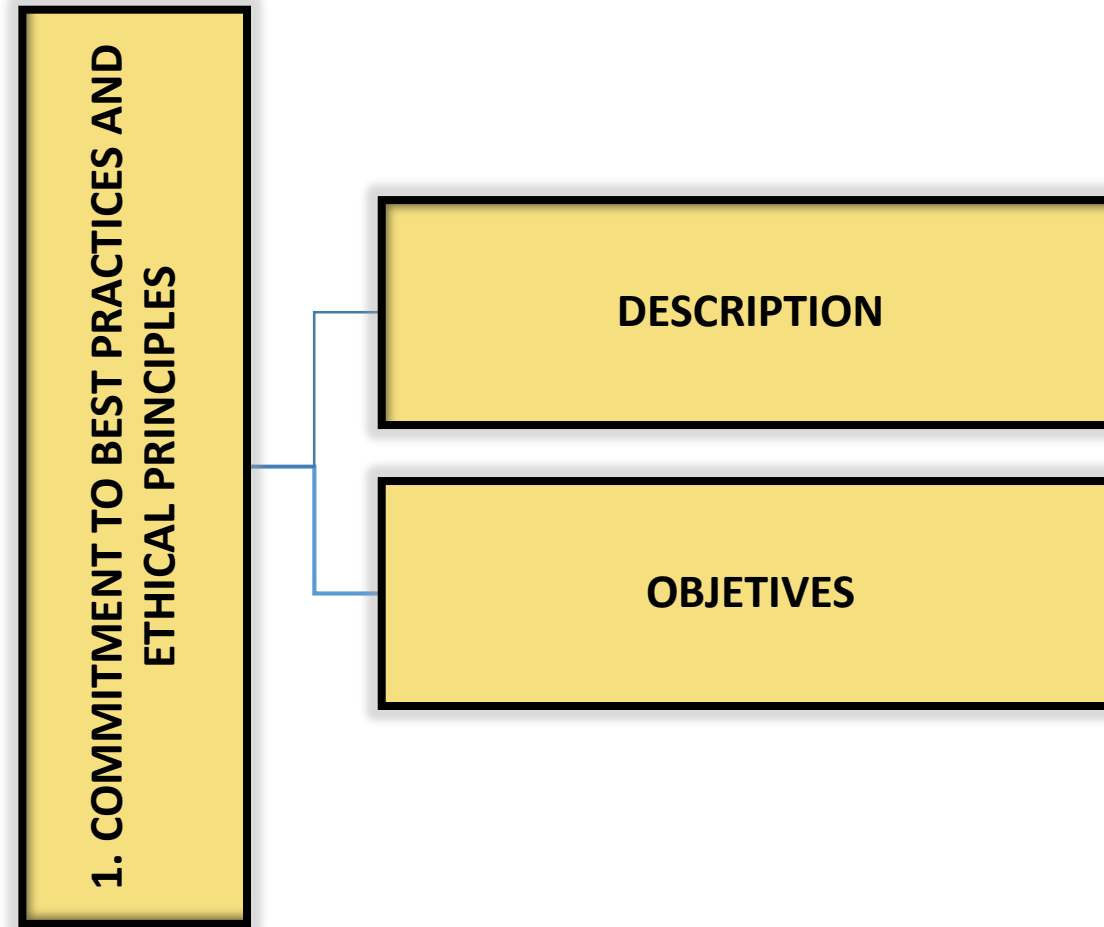 1. COMMITMENT TO BEST PRACTICES AND
ETHICAL PRINCIPLES
DESCRIPTION
OBJETIVES